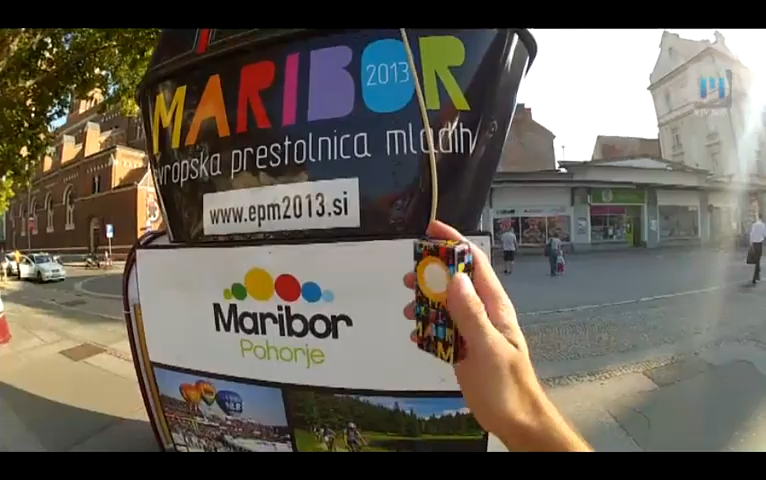 MARIBOR
2013
Evropska prestolnica mladih
www.epm2013.si
Maribor
Pohorje